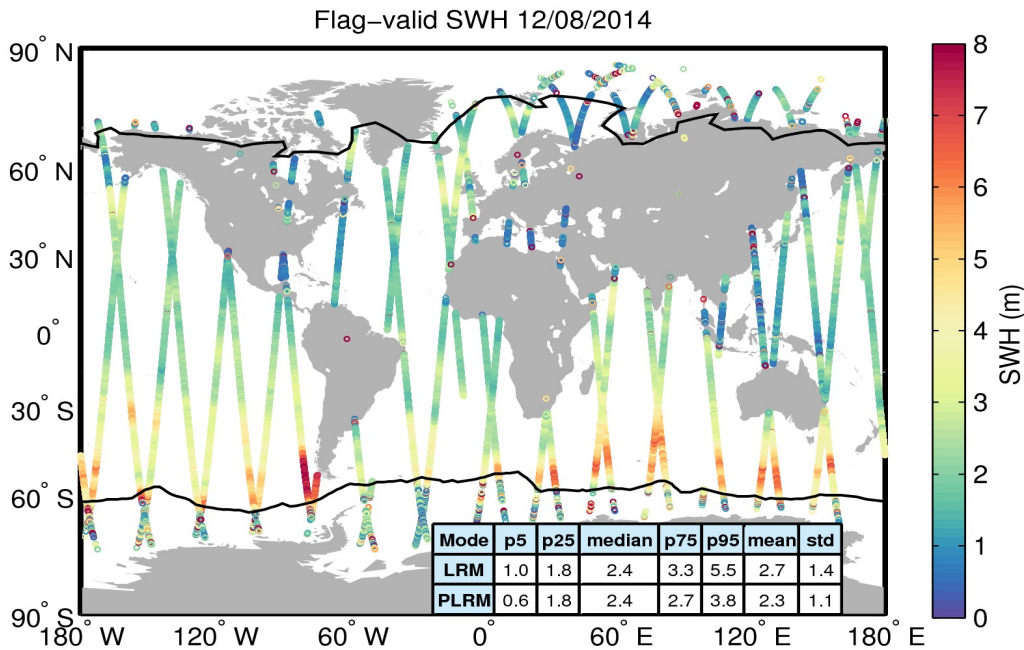 Flag−valid SWH 12/08/2014
90° N
60° N
30° N
0°
30° S
60° S
90° S
180° W
120° W
60° W
0°
60° E
120° E
180° E
8
7
6
5
4
3
2
1
0
SWH (m)
Mode p5 p25 median p75 p95 mean std
LRM 1.0 1.8 2.4 3.3 5.5 2.7 1.4
PLRM 0.6 1.8 2.4 2.7 3.8 2.3 1.1